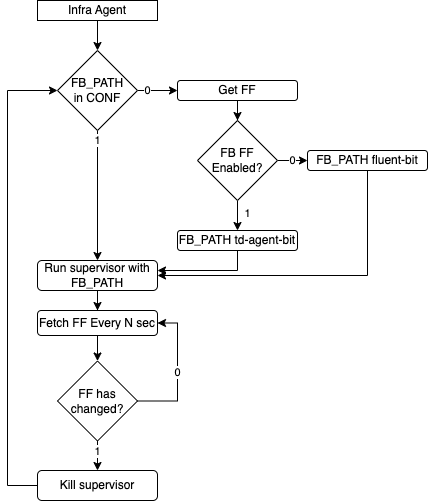 Infra Agent
FB_PATH
in CONF
0
Get FF
1
FB FF
Enabled?
0
FB_PATH fluent-bit
1
FB_PATH td-agent-bit
Run supervisor with
FB_PATH
Fetch FF Every N sec
FF has
changed?
0
1
Kill supervisor